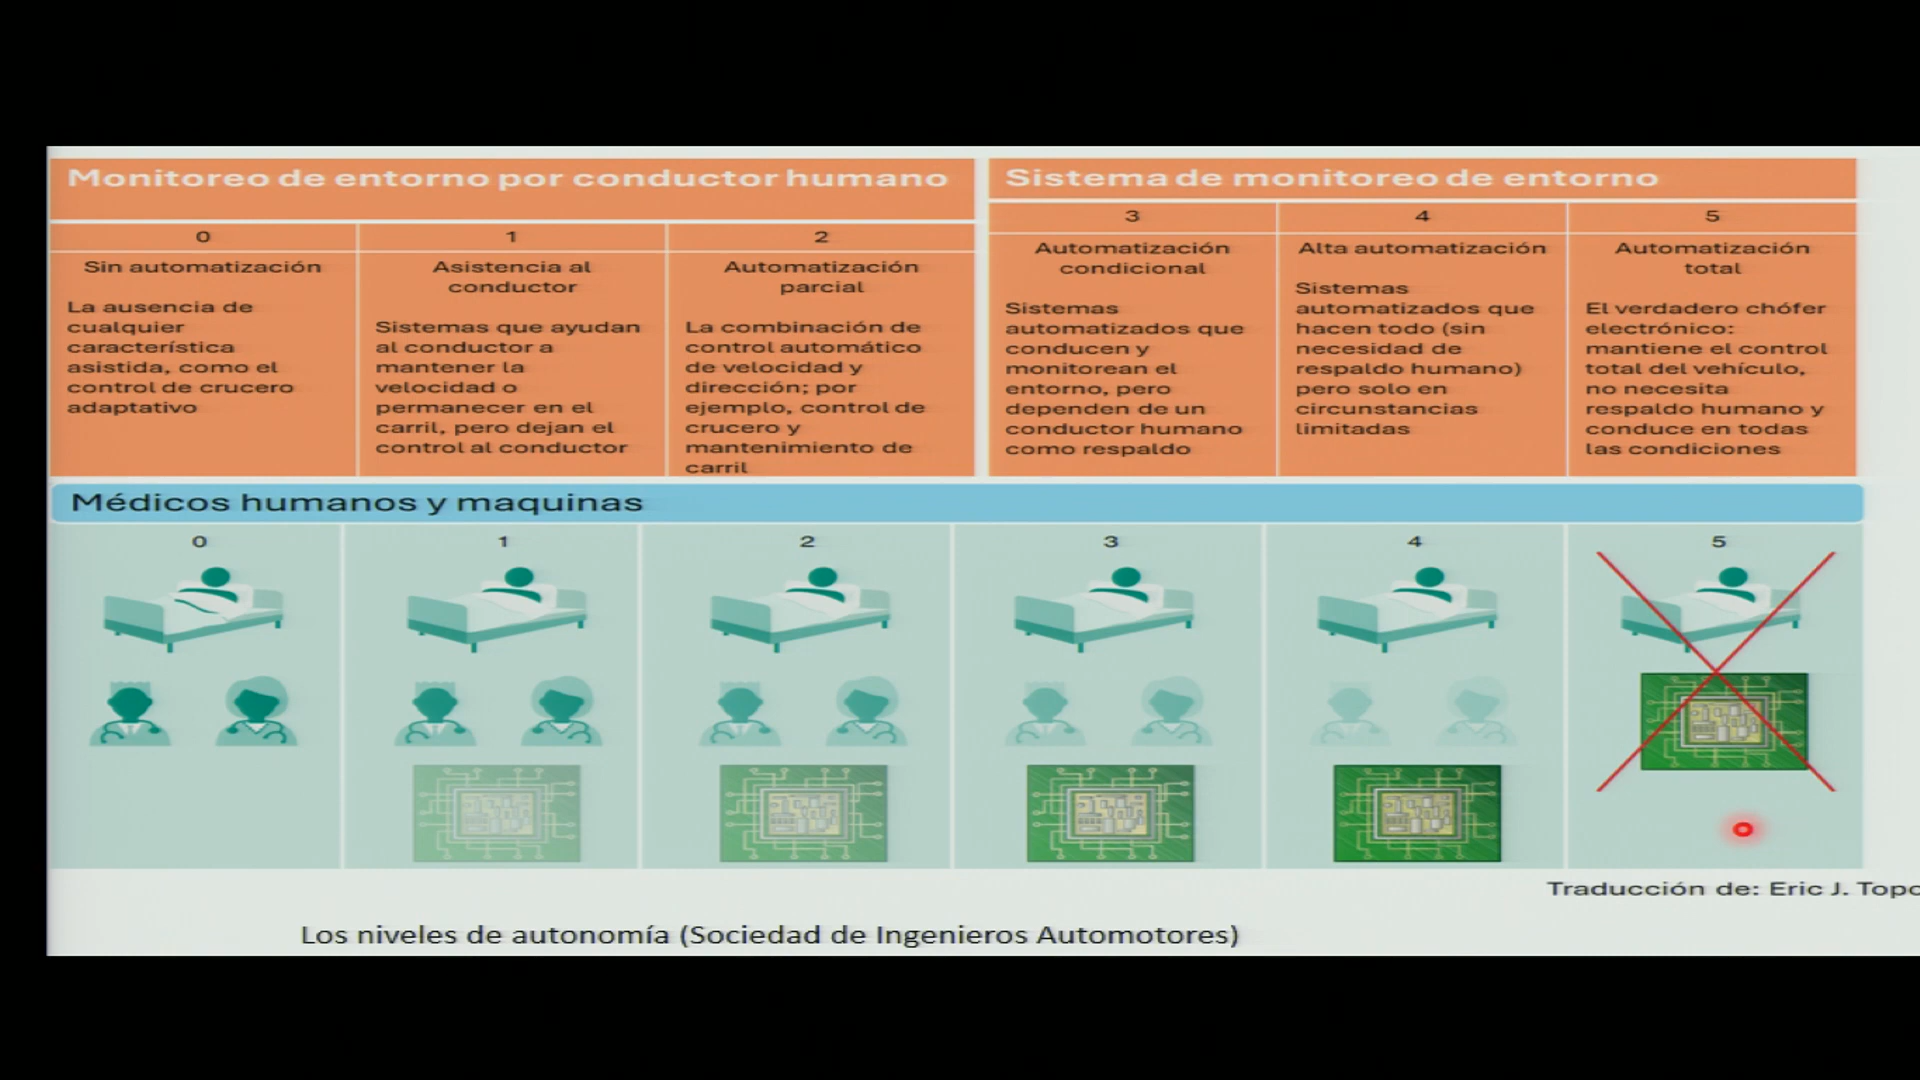 Monitoreo de entorno por conductor humano
Sistema de monitoreo de entorno
0
Sin automatización
La ausencia de
cualquier
característica
asistida, como el
control de crucero
adaptativo
1
Asistencia al
conductor
Sistemas que ayudan
al conductor a
mantener la
velocidad o
permanecer en el
carril, pero dejan el
control al conductor
2
Automatización
parcial
La combinación de
control automático
de velocidad y
dirección; por
ejemplo, control de
crucero y
mantenimiento de
carril
3
Automatización
condicional
Sistemas
automatizados que
conducen y
monitorean el
entorno, pero
dependen de un
conductor humano
como respaldo
4
Alta automatización
Sistemas
automatizados que
hacen todo (sin
necesidad de
respaldo humano)
pero solo en
circunstancias
limitadas
5
Automatización
total
El verdadero chófer
electrónico:
mantiene el control
total del vehículo,
no necesita
respaldo humano y
conduce en todas
las condiciones
Médicos humanos y maquinas
0
1
2
3
4
5
Traducción de: Eric J. Topo
Los niveles de autonomía (Sociedad de Ingenieros Automotores)